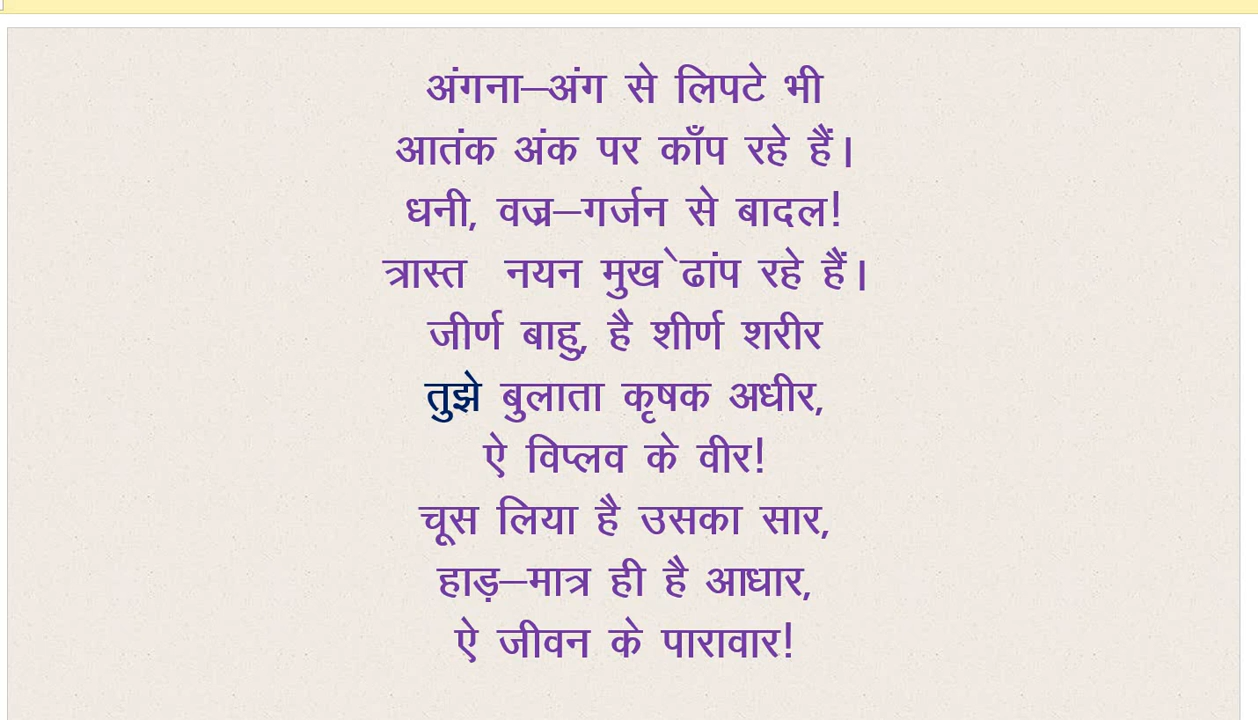 अंगना–अंग से लिपटे भी
आतंक अंक पर काँप रहे हैं।
धनी, वज्र–गर्जन से बादल!
त्रास्त नयन मुख`ढांप रहे हैं।
जीर्ण बाहु, है शीर्ण शरीर
तुझे बुलाता कृषक अधीर,
ऐ विप्लव के वीर!
चूस लिया है उसका सार,
हाड़–मात्र ही है आधार,
ऐ जीवन के पारावार!